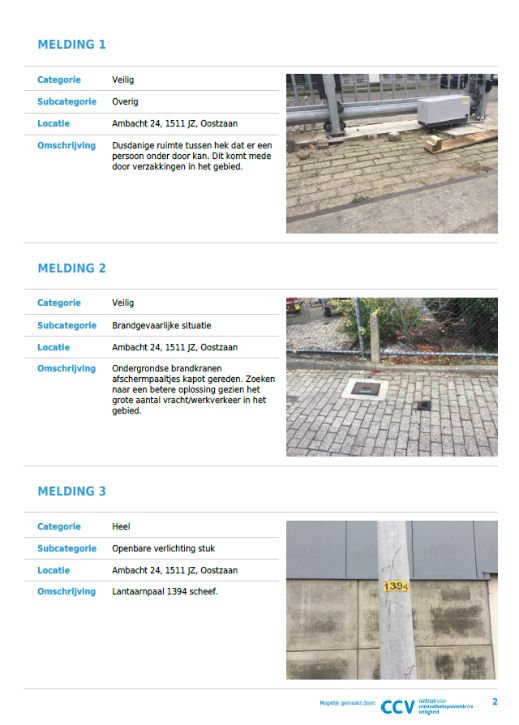 MELDING 1
Categorie Veilig
Subcategorie Overig
Locatie Ambacht 24, 1511 JZ, Oostzaan
Omschrijving Dusdanige ruimte tussen hek dat er een
persoon onder door kan. Dit komt mede
door verzakkingen in het gebied.
MELDING 2
Categorie Veilig
Subcategorie Brandgevaarlijke situatie
Locatie Ambacht 24, 1511 JZ, Oostzaan
Omschrijving Ondergrondse brandkranen
afschermpaaltjes kapot gereden. Zoeken
naar een betere oplossing gezien het
grote aantal vracht/werkverkeer in het
gebied.
MELDING 3
Categorie Heel
Subcategorie Openbare verlichting stuk
Locatie Ambacht 24, 1511 JZ, Oostzaan
Omschrijving Lantaarnpaal 1394 scheef.
1394
Mogelijk gemaakt door: CCV centrum voor
criminaliteitspreventie en
veiligheid
2